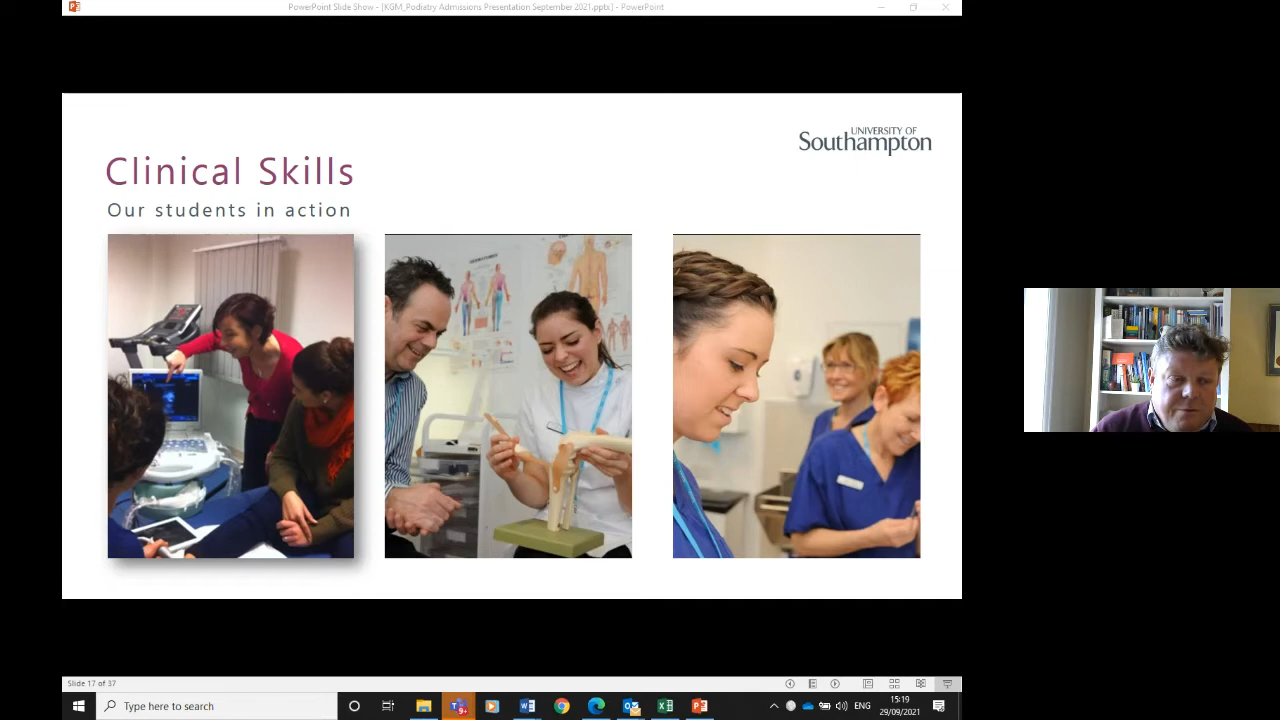 PowerPoint Slide Show - [KGM_Podiatry Admissions Presentation September 2021.pptx] - PowerPoint
UNIVERSITY OF
Southampton
Clinical Skills
Our students in action
Slide 17 of 37
Type here to search
9+
ENG
15:19
29/09/2021